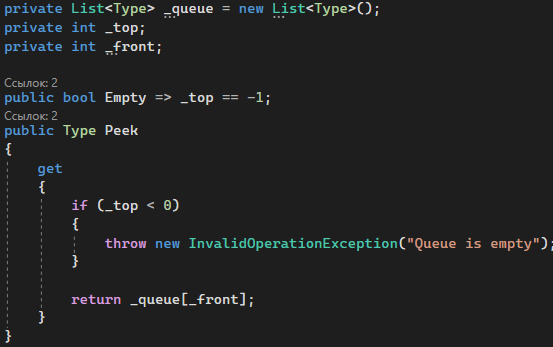 private List<Type> _queue = new List<Type>();
private int _top;
private int _front;
Ссылок: 2
public bool Empty => _top == -1;
Ссылок: 2
public Type Peek
{
get
{
if (_top < 0)
{
throw new InvalidOperationException("Queue is empty");
}
return _queue[_front];
}
}